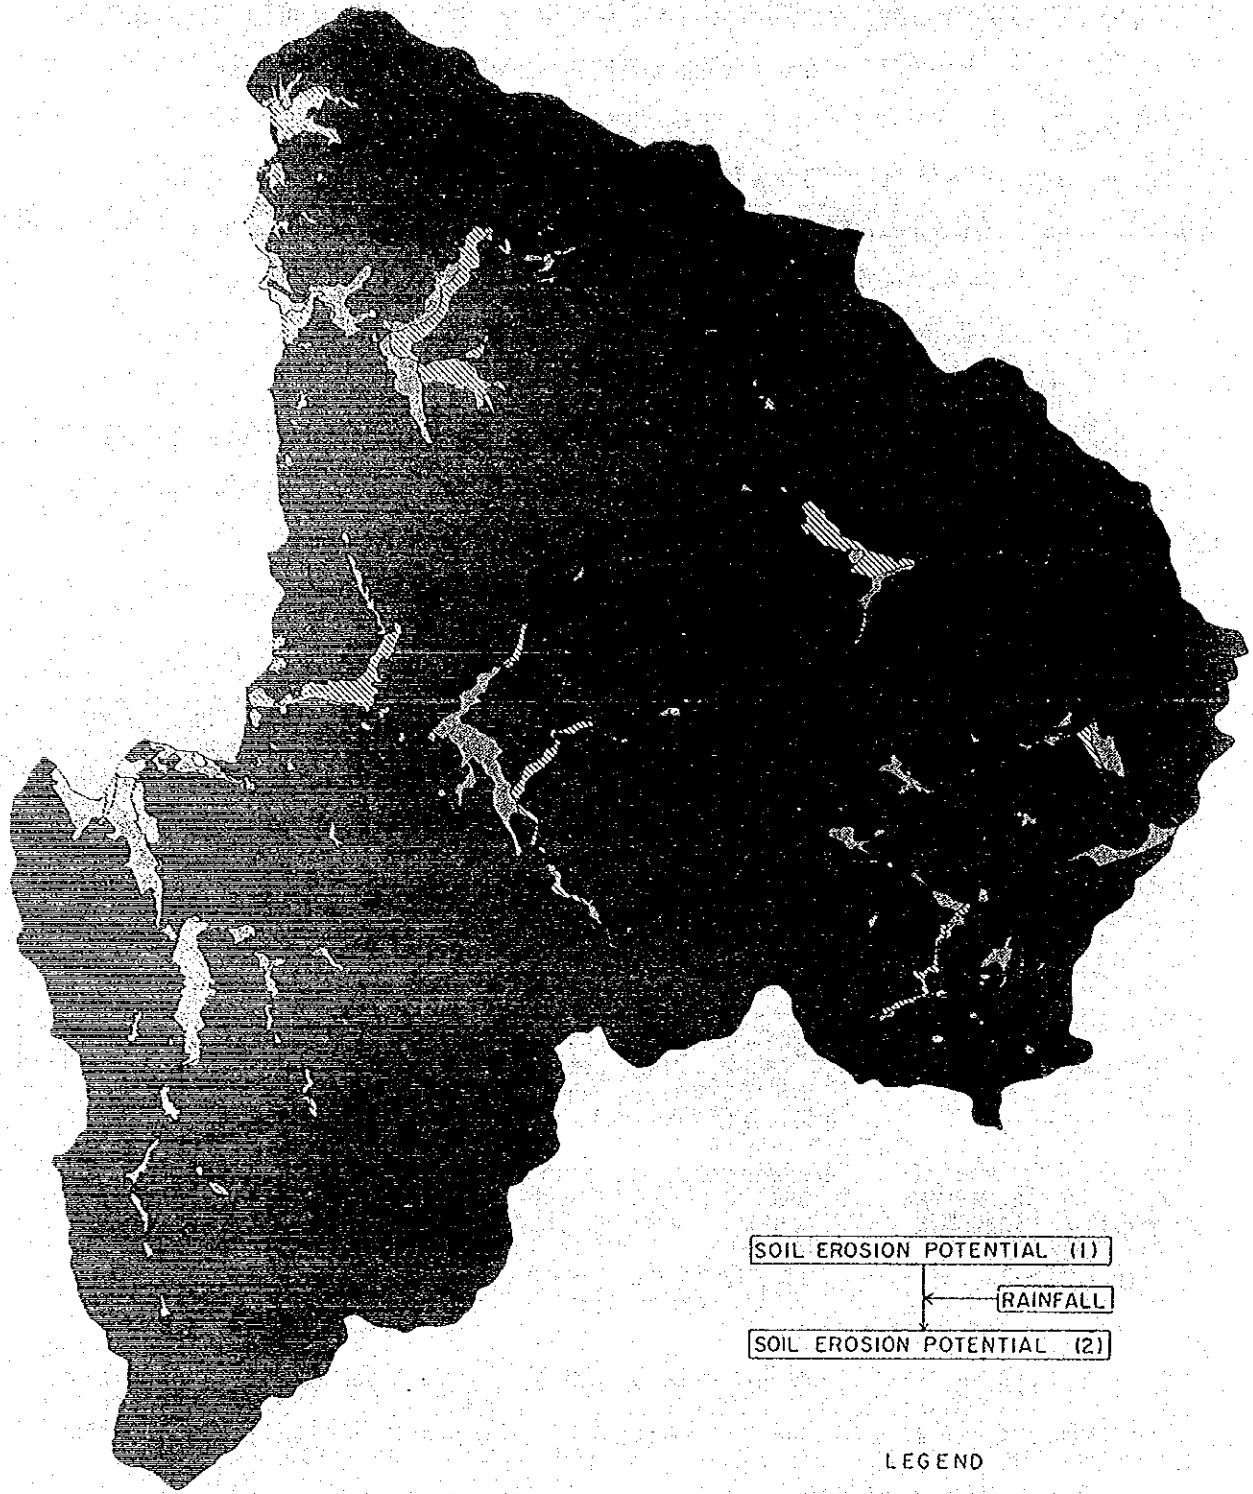 SOIL EROSION POTENTIAL (1)
RAINFALL
SOIL EROSION POTENTIAL (2)
LEGEND